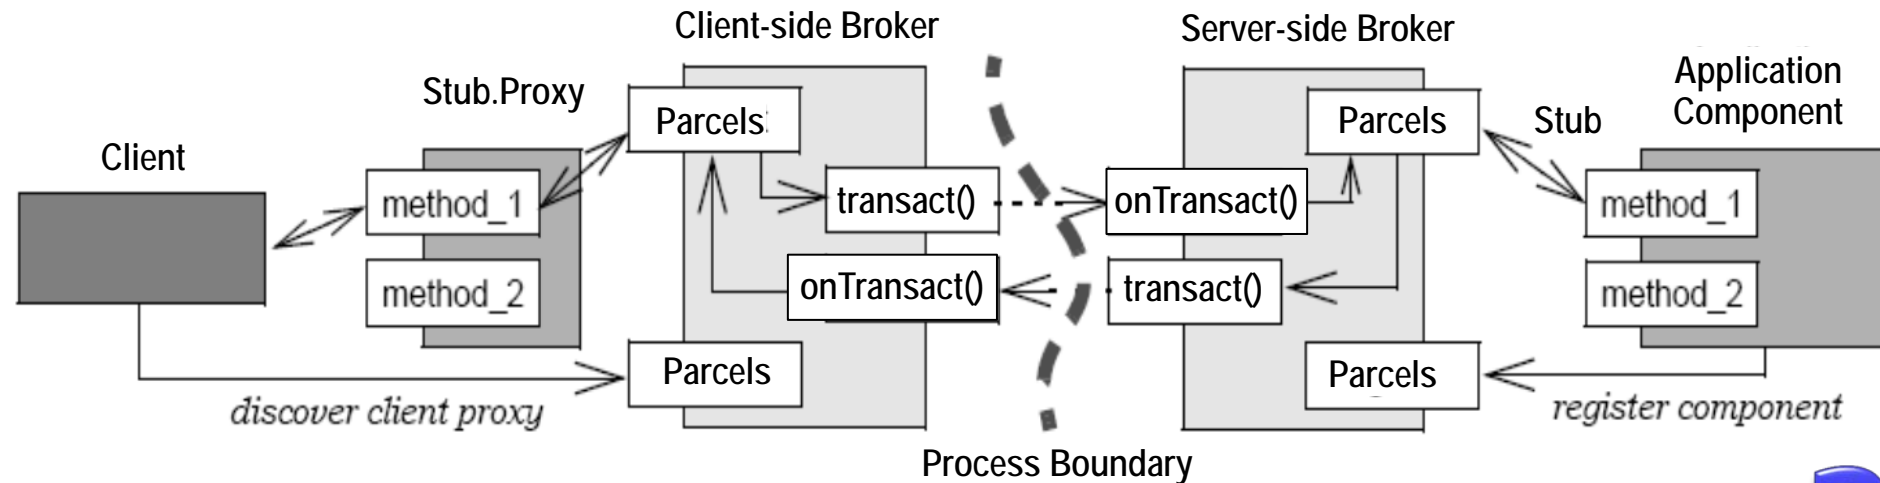 Client-side Broker
Server-side Broker
Application
Component
Stub.Proxy
Stub
Client
Parcels
Parcels
method_1
transact()
onTransact()
method_1
method_2
onTransact()
transact()
method_2
Parcels
Parcels
discover client proxy
register component
Process Boundary